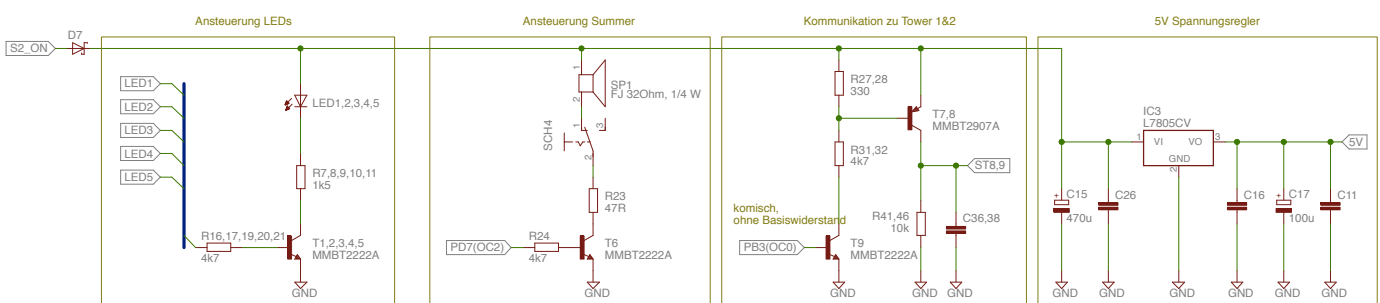 Ansteuerung LEDs
Ansteuerung Summer
Kommunikation zu Tower 1&2
5V Spannungsregler
S2_ON
D7
LED1
LED2
LED3
LED4
LED5
LED1,2,3,4,5
R7,8,9,10,11
1k5
R16,17,19,20,21
4k7
T1,2,3,4,5
MMBT2222A
GND
1
2
SP1
FJ 32Ohm, 1/4 W
SCH4
1
3
2
R23
47R
PD7(OC2)
R24
4k7
T6
MMBT2222A
GND
R27,28
330
T7,8
MMBT2907A
R31,32
4k7
ST8,9
komisch,
ohne Basiswiderstand
R41,46
10k
C36,38
PB3(OC0)
T9
MMBT2222A
GND
GND
GND
IC3
L7805CV
1
VI
VO
3
GND
2
5V
C15
470u
C26
C16
C17
100u
C11
GND
GND
GND
GND
GND
GND